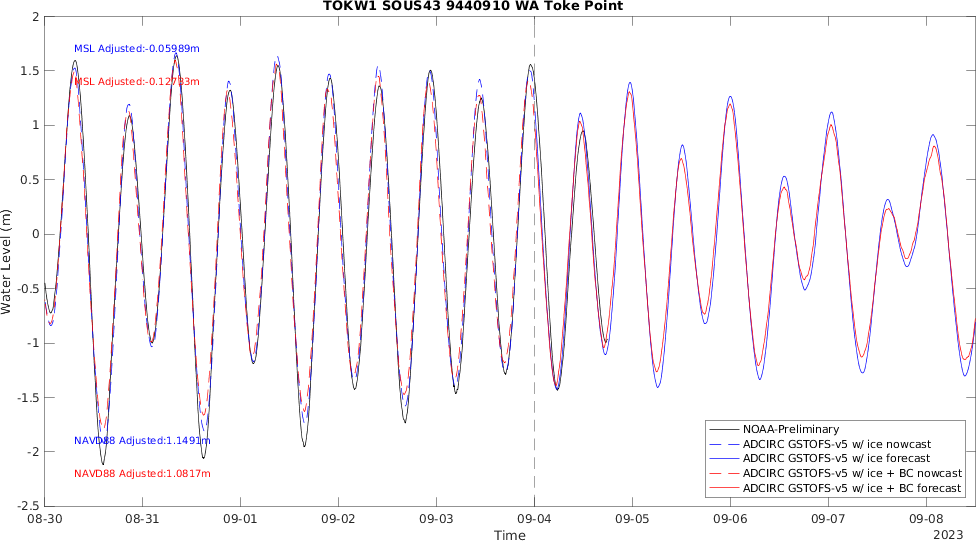 TOKW1 SOUS43 9440910 WA Toke Point
Water Level (m)
2
1.5
1
0.5
0
-0.5
-1
-1.5
-2
-2.5
MSL Adjusted:-0.05989m
MSL Adjusted:-0.12733m
NAVD88 Adjusted:1.1491m
NAVD88 Adjusted:1.0817m
NOAA-Preliminary
ADCIRC GSTOFS-v5 w/ ice nowcast
ADCIRC GSTOFS-v5 w/ ice forecast
ADCIRC GSTOFS-v5 w/ ice + BC nowcast
ADCIRC GSTOFS-v5 w/ ice + BC forecast
08-30 08-31 09-01 09-02 09-03 09-04 09-05 09-06 09-07 09-08
Time
2023